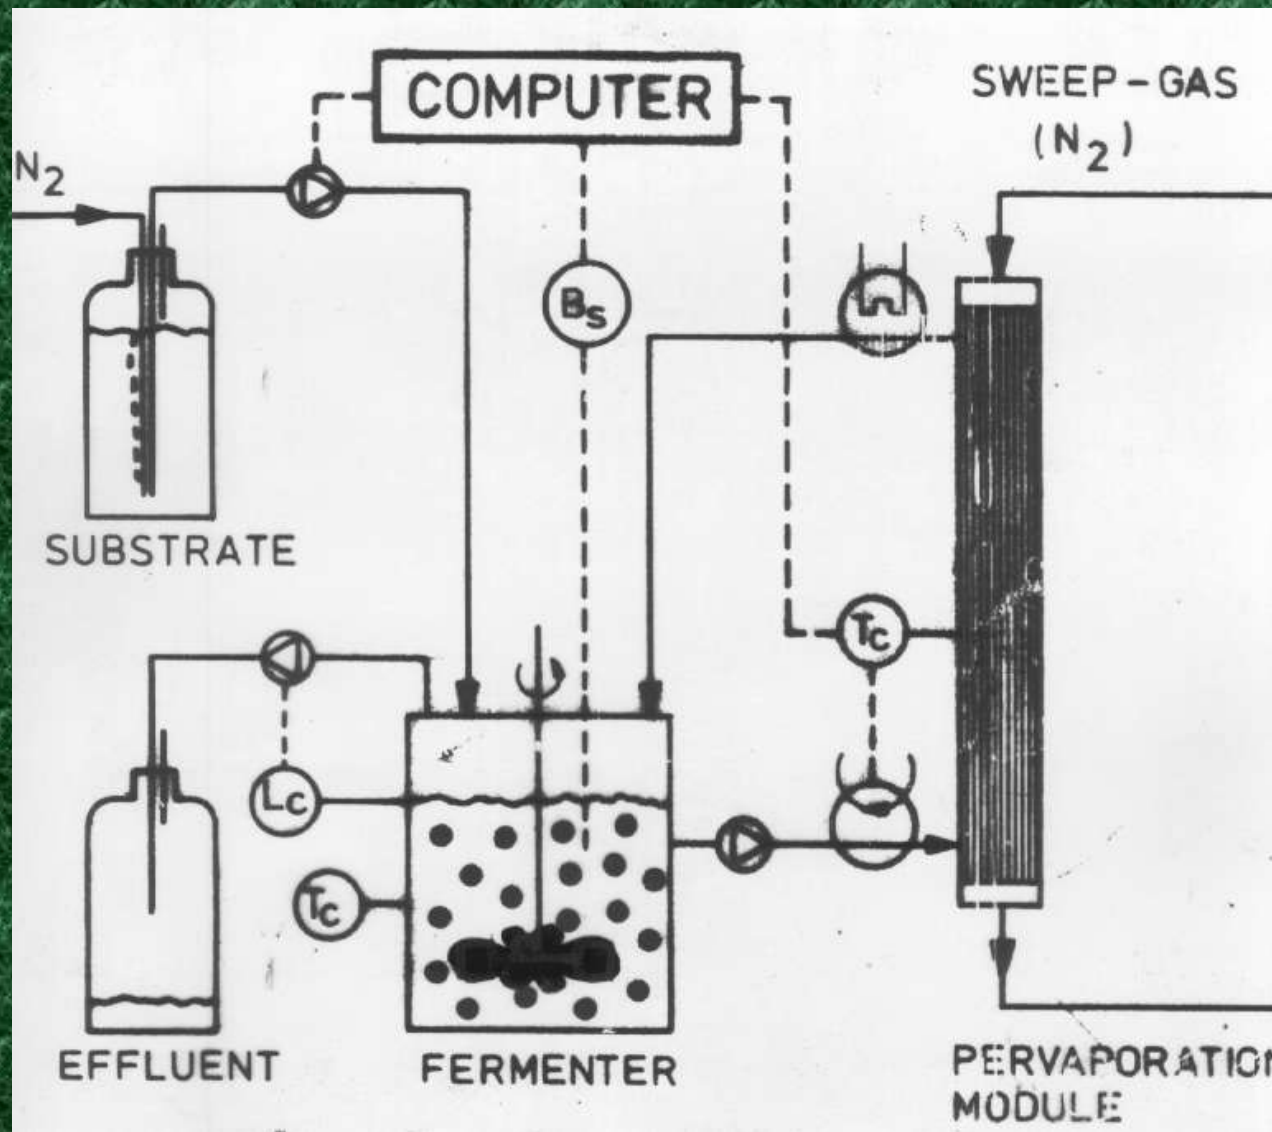 COMPUTER
SWEEP-GAS
(N2)
N2
Bs
SUBSTRATE
Tc
Lc
Tc
EFFLUENT
FERMENTER
PERVAPORATION
MODULE